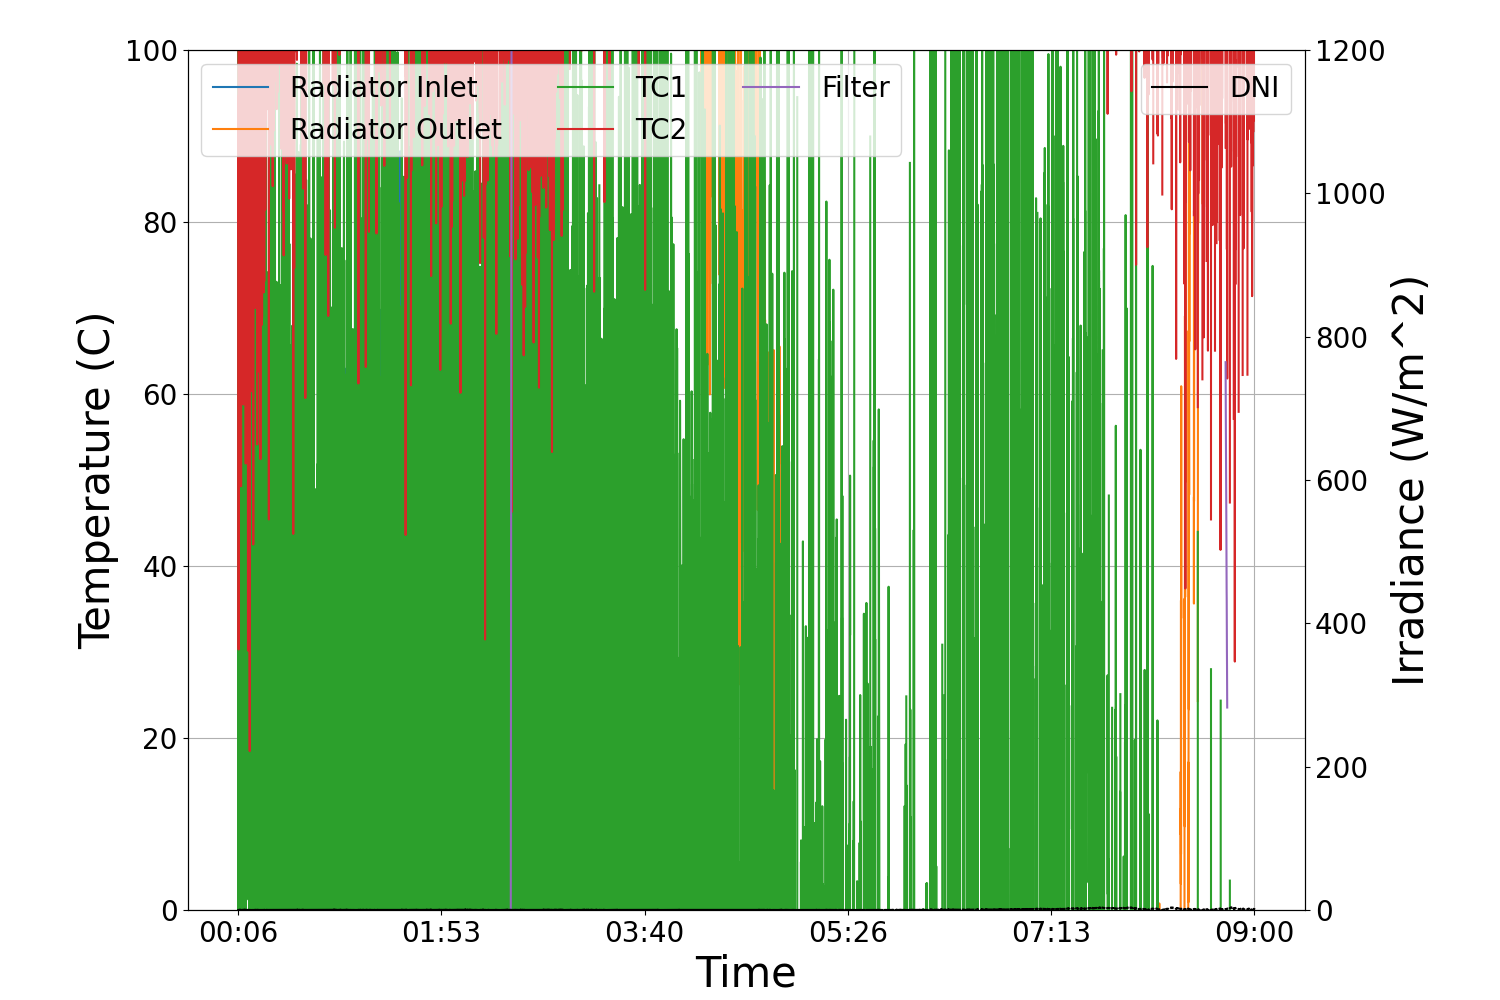 100
80
60
40
20
0
Temperature (C)
Radiator Inlet
Radiator Outlet
TC1
TC2
Filter
DNI
1200
1000
800
600
400
200
0
Irradiance (W/m^2)
00:06
01:53
03:40
05:26
07:13
09:00
Time